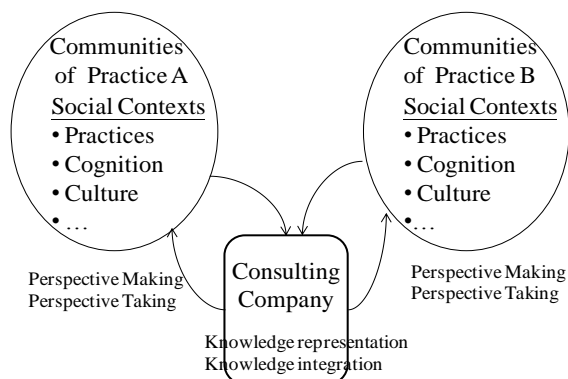 Communities
of Practice A
Social Contexts
• Practices
• Cognition
• Culture
• ...
Communities
of Practice B
Social Contexts
• Practices
• Cognition
• Culture
• ...
Perspective Making
Perspective Taking
Consulting
Company
Knowledge representation
Knowledge integration
Perspective Making
Perspective Taking